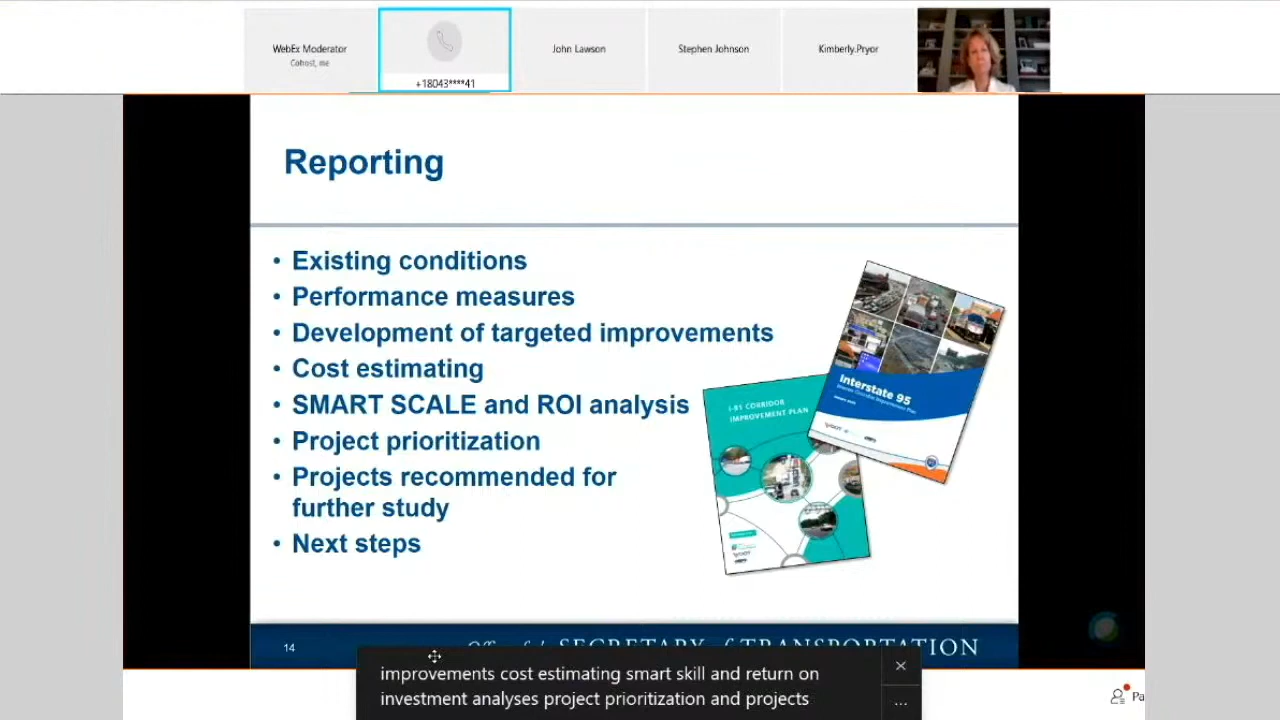 WebEx Moderator
Cohost, me
+18043****41
John Lawson
Stephen Johnson
Kimberly.Pryor
Reporting
• Existing conditions
• Performance measures
• Development of targeted improvements
• Cost estimating
• SMART SCALE and ROI analysis
• Project prioritization
• Projects recommended for
further study
• Next steps
Interstate 95
I-81 CORRIDOR
IMPROVEMENT PLAN
14
SECRETARY of TRANSPORTATION
improvements cost estimating smart skill and return on
investment analyses project prioritization and projects
Pa